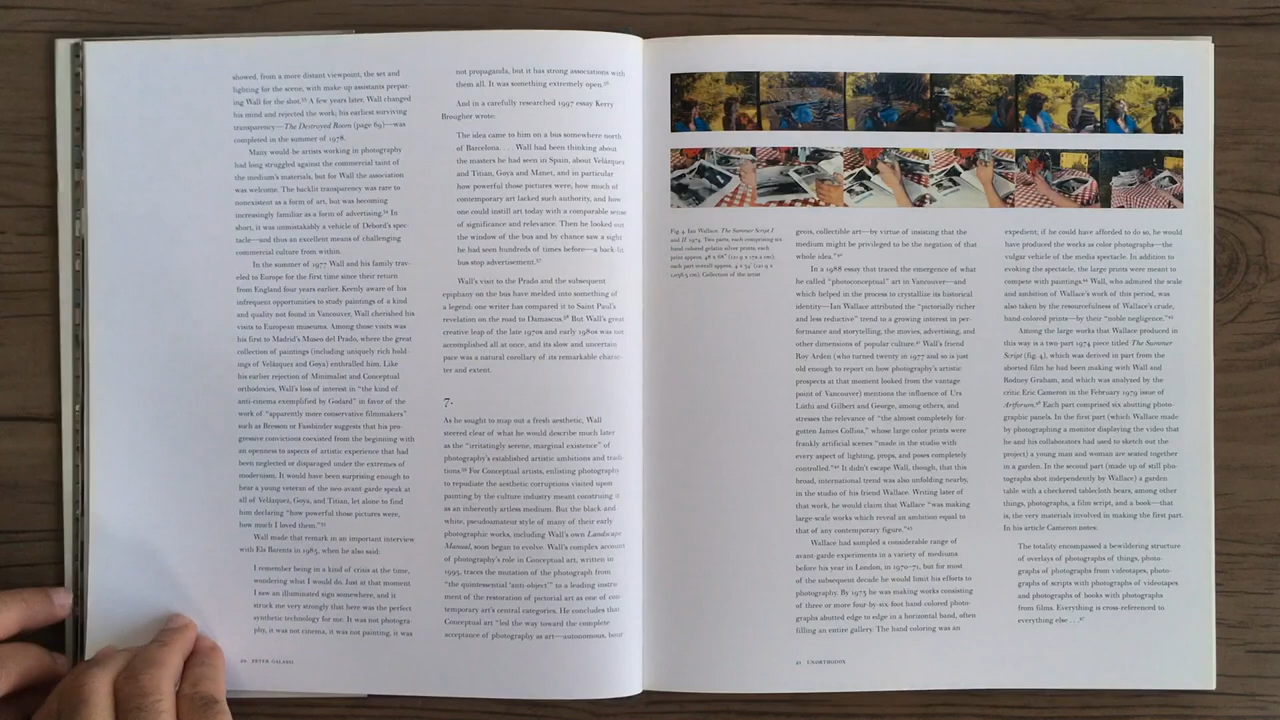 showed, from a more distant viewpoint, the set and
lighting for the scene, with make-up assistants prepar-
ing Wall for the shot.³³ A few years later, Wall changed
his mind and rejected the work; his earliest surviving
transparency—The Destroyed Room (page 69)—was
completed in the summer of 1978.
Many would-be artists working in photography
had long struggled against the commercial taint of
the medium's materials, but for Wall the association
was welcome. The backlit transparency was rare to
nonexistent as a form of art, but was becoming
increasingly familiar as a form of advertising.³⁴ In
short, it was unmistakably a vehicle of Debord's spec-
tacle—and thus an excellent means of challenging
commercial culture from within.
In the summer of 1977 Wall and his family trav-
eled to Europe for the first time since their return
from England four years earlier. Keenly aware of his
infrequent opportunities to study paintings of a kind
and quality not found in Vancouver, Wall cherished his
visits to European museums. Among those visits was
his first to Madrid's Museo del Prado, where the great
collection of paintings (including uniquely rich hold-
ings of Velázquez and Goya) enthralled him. Like
his earlier rejection of Minimalist and Conceptual
orthodoxies, Wall's loss of interest in "the kind of
anti-cinema exemplified by Godard" in favor of the
work of "apparently more conservative filmmakers"
such as Bresson or Fassbinder suggests that his pro-
gressive convictions coexisted from the beginning with
an openness to aspects of artistic experience that had
been neglected or disparaged under the extremes of
modernism. It would have been surprising enough to
hear a young veteran of the neo-avant-garde speak at
all of Velázquez, Goya, and Titian, let alone to find
him declaring "how powerful those pictures were,
how much I loved them."³⁵
Wall made that remark in an important interview
with Els Barents in 1985, when he also said:
I remember being in a kind of crisis at the time,
wondering what I would do. Just at that moment
I saw an illuminated sign somewhere, and it
struck me very strongly that here was the perfect
synthetic technology for me. It was not photogra-
phy, it was not cinema, it was not painting, it was
20 PETER GALASSI
not propaganda, but it has strong associations with
them all. It was something extremely open.³⁶
And in a carefully researched 1997 essay Kerry
Brougher wrote:
The idea came to him on a bus somewhere north
of Barcelona. . . . Wall had been thinking about
the masters he had seen in Spain, about Velázquez
and Titian, Goya and Manet, and in particular
how powerful those pictures were, how much of
contemporary art lacked such authority, and how
one could instill art today with a comparable sense
of significance and relevance. Then he looked out
the window of the bus and by chance saw a sight
he had seen hundreds of times before—a back-lit
bus stop advertisement.³⁷
Wall's visit to the Prado and the subsequent
epiphany on the bus have melded into something of
a legend: one writer has compared it to Saint Paul's
revelation on the road to Damascus.³⁸ But Wall's great
creative leap of the late 1970s and early 1980s was not
accomplished all at once, and its slow and uncertain
pace was a natural corollary of its remarkable charac-
ter and extent.
7.
As he sought to map out a fresh aesthetic, Wall
steered clear of what he would describe much later
as the "irritatingly serene, marginal existence" of
photography's established artistic ambitions and tradi-
tions.³⁹ For Conceptual artists, enlisting photography
to repudiate the aesthetic corruptions visited upon
painting by the culture industry meant construing it
as an inherently artless medium. But the black-and-
white, pseudoamateur style of many of their early
photographic works, including Wall's own Landscape
Manual, soon began to evolve. Wall's complex account
of photography's role in Conceptual art, written in
1995, traces the mutation of the photograph from
"the quintessential 'anti-object'" to a leading instru-
ment of the restoration of pictorial art as one of con-
temporary art's central categories. He concludes that
Conceptual art "led the way toward the complete
acceptance of photography as art—autonomous, bour-
Fig. 4. Ian Wallace. The Summer Script I
and II. 1974. Two parts, each comprising six
hand-colored gelatin silver prints, each
print approx. 48 x 68" (121.9 x 172.2 cm),
each part overall approx. 4 x 34' (121.9 x
1,036.3 cm). Collection of the artist
geois, collectible art—by virtue of insisting that the
medium might be privileged to be the negation of that
whole idea."⁴⁰
In a 1988 essay that traced the emergence of what
he called "photoconceptual" art in Vancouver—and
which helped in the process to crystallize its historical
identity—Ian Wallace attributed the "pictorially richer
and less reductive" trend to a growing interest in per-
formance and storytelling, the movies, advertising, and
other dimensions of popular culture.⁴¹ Wall's friend
Roy Arden (who turned twenty in 1977 and so is just
old enough to report on how photography's artistic
prospects at that moment looked from the vantage
point of Vancouver) mentions the influence of Urs
Lüthi and Gilbert and George, among others, and
stresses the relevance of "the almost completely for-
gotten James Collins," whose large color prints were
frankly artificial scenes "made in the studio with
every aspect of lighting, props, and poses completely
controlled."⁴² It didn't escape Wall, though, that this
broad, international trend was also unfolding nearby,
in the studio of his friend Wallace. Writing later of
that work, he would claim that Wallace "was making
large-scale works which reveal an ambition equal to
that of any contemporary figure."⁴³
Wallace had sampled a considerable range of
avant-garde experiments in a variety of mediums
before his year in London, in 1970–71, but for most
of the subsequent decade he would limit his efforts to
photography. By 1973 he was making works consisting
of three or more four-by-six-foot hand-colored photo-
graphs abutted edge to edge in a horizontal band, often
filling an entire gallery. The hand coloring was an
21 UNORTHODOX
expedient; if he could have afforded to do so, he would
have produced the works as color photographs—the
vulgar vehicle of the media spectacle. In addition to
evoking the spectacle, the large prints were meant to
compete with paintings.⁴⁴ Wall, who admired the scale
and ambition of Wallace's work of this period, was
also taken by the resourcefulness of Wallace's crude,
hand-colored prints—by their "noble negligence."⁴⁵
Among the large works that Wallace produced in
this way is a two-part 1974 piece titled The Summer
Script (fig. 4), which was derived in part from the
aborted film he had been making with Wall and
Rodney Graham, and which was analyzed by the
critic Eric Cameron in the February 1979 issue of
Artforum.⁴⁶ Each part comprised six abutting photo-
graphic panels. In the first part (which Wallace made
by photographing a monitor displaying the video that
he and his collaborators had used to sketch out the
project) a young man and woman are seated together
in a garden. In the second part (made up of still pho-
tographs shot independently by Wallace) a garden
table with a checkered tablecloth bears, among other
things, photographs, a film script, and a book—that
is, the very materials involved in making the first part.
In his article Cameron notes,
The totality encompassed a bewildering structure
of overlays of photographs of things, photo-
graphs of photographs from videotapes, photo-
graphs of scripts with photographs of videotapes
and photographs of books with photographs
from films. Everything is cross-referenced to
everything else . . .⁴⁷